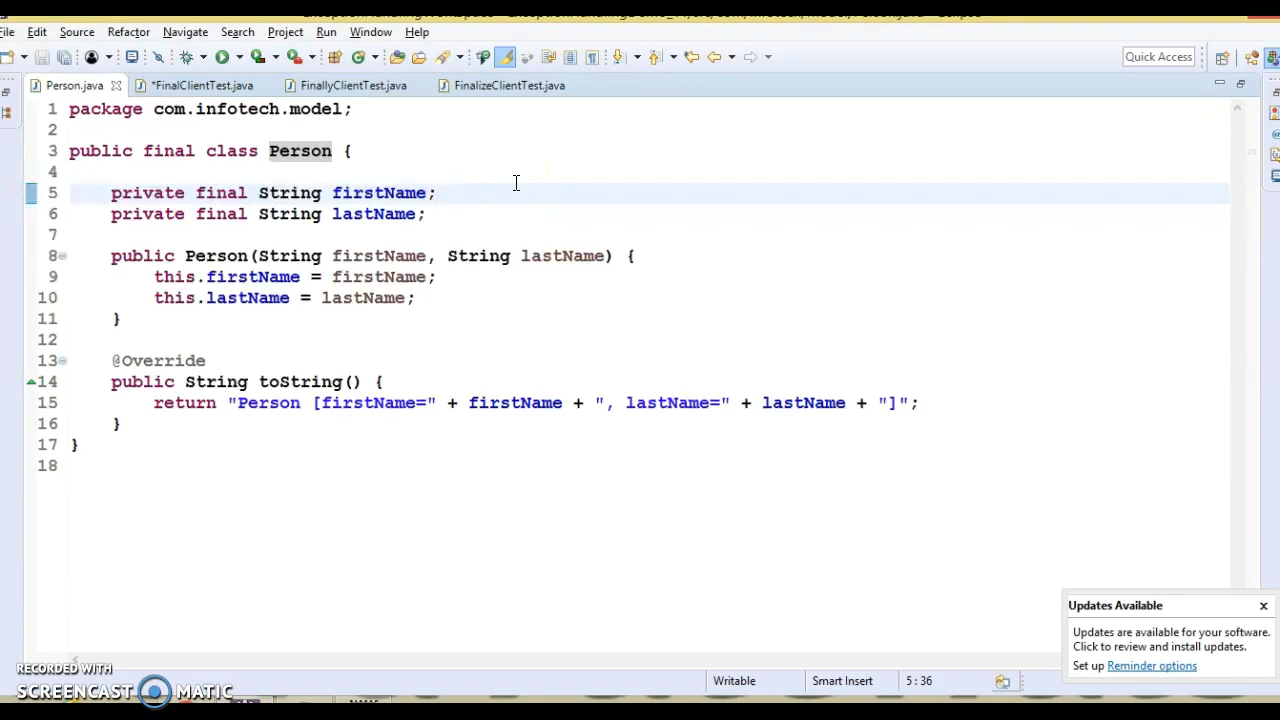 File Edit Source Refactor Navigate Search Project Run Window Help
Quick Access
Person.java *FinalClientTest.java FinallyClientTest.java FinalizeClientTest.java
1 package com.infotech.model;
2
3 public final class Person {
4
5 private final String firstName;
6 private final String lastName;
7
8 public Person(String firstName, String lastName) {
9 this.firstName = firstName;
10 this.lastName = lastName;
11 }
12
13 @Override
14 public String toString() {
15 return "Person [firstName=" + firstName + ", lastName=" + lastName + "]";
16 }
17 }
18
Updates Available
Updates are available for your software.
Click to review and install updates.
Set up Reminder options
RECORDED WITH
SCREENCAST MATIC
Writable Smart Insert 5 : 36